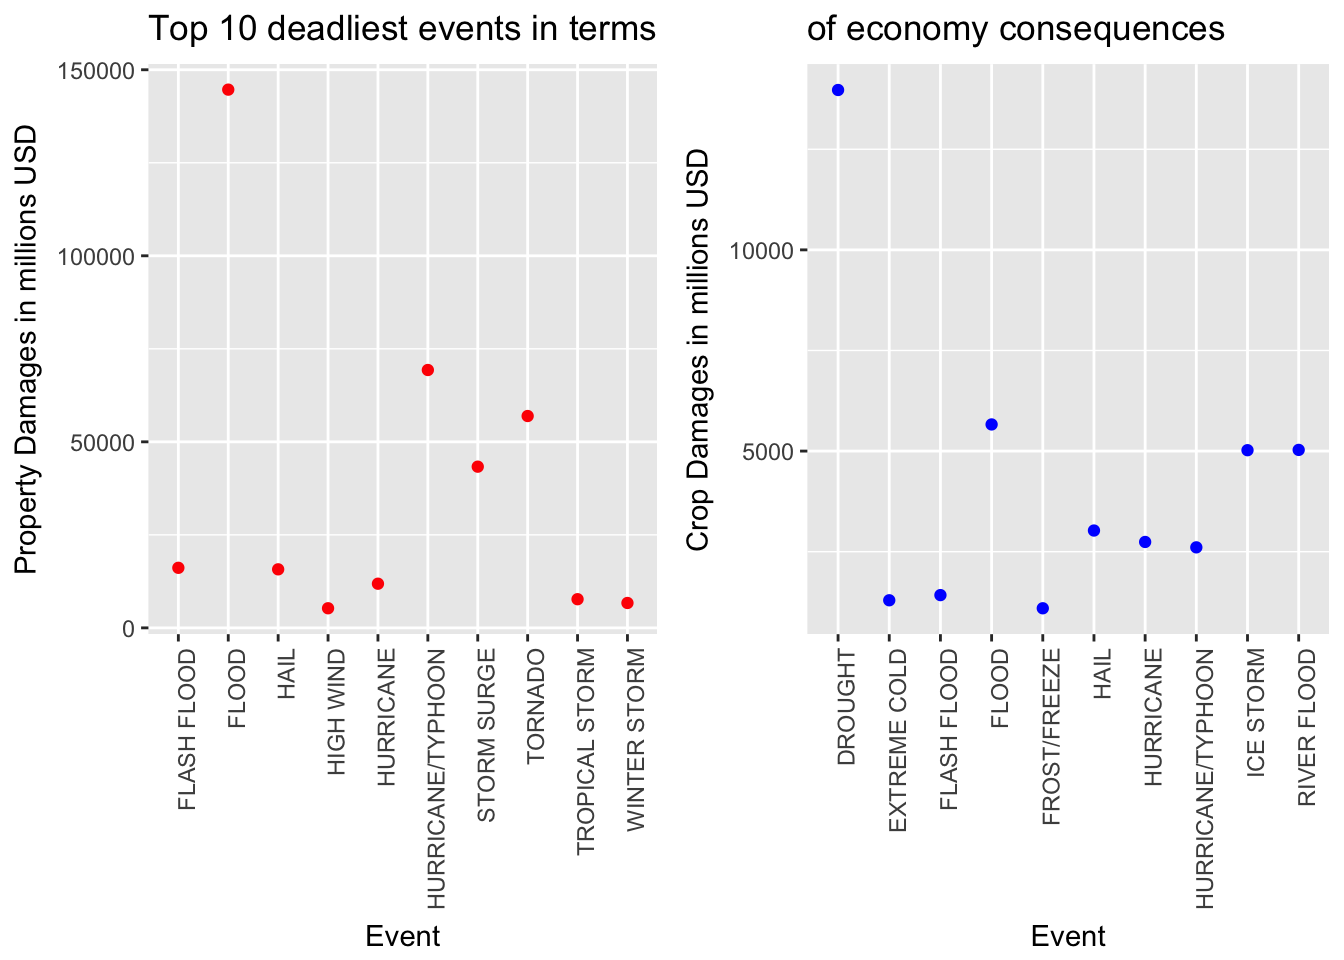 Top 10 deadliest events in terms
Property Damages in millions USD
150000
100000
50000
0
FLASH FLOOD
FLOOD
HAIL
HIGH WIND
HURRICANE
HURRICANE/TYPHOON
STORM SURGE
TORNADO
TROPICAL STORM
WINTER STORM
Event
of economy consequences
Crop Damages in millions USD
10000
5000
DROUGHT
EXTREME COLD
FLASH FLOOD
FLOOD
FROST/FREEZE
HAIL
HURRICANE
HURRICANE/TYPHOON
ICE STORM
RIVER FLOOD
Event